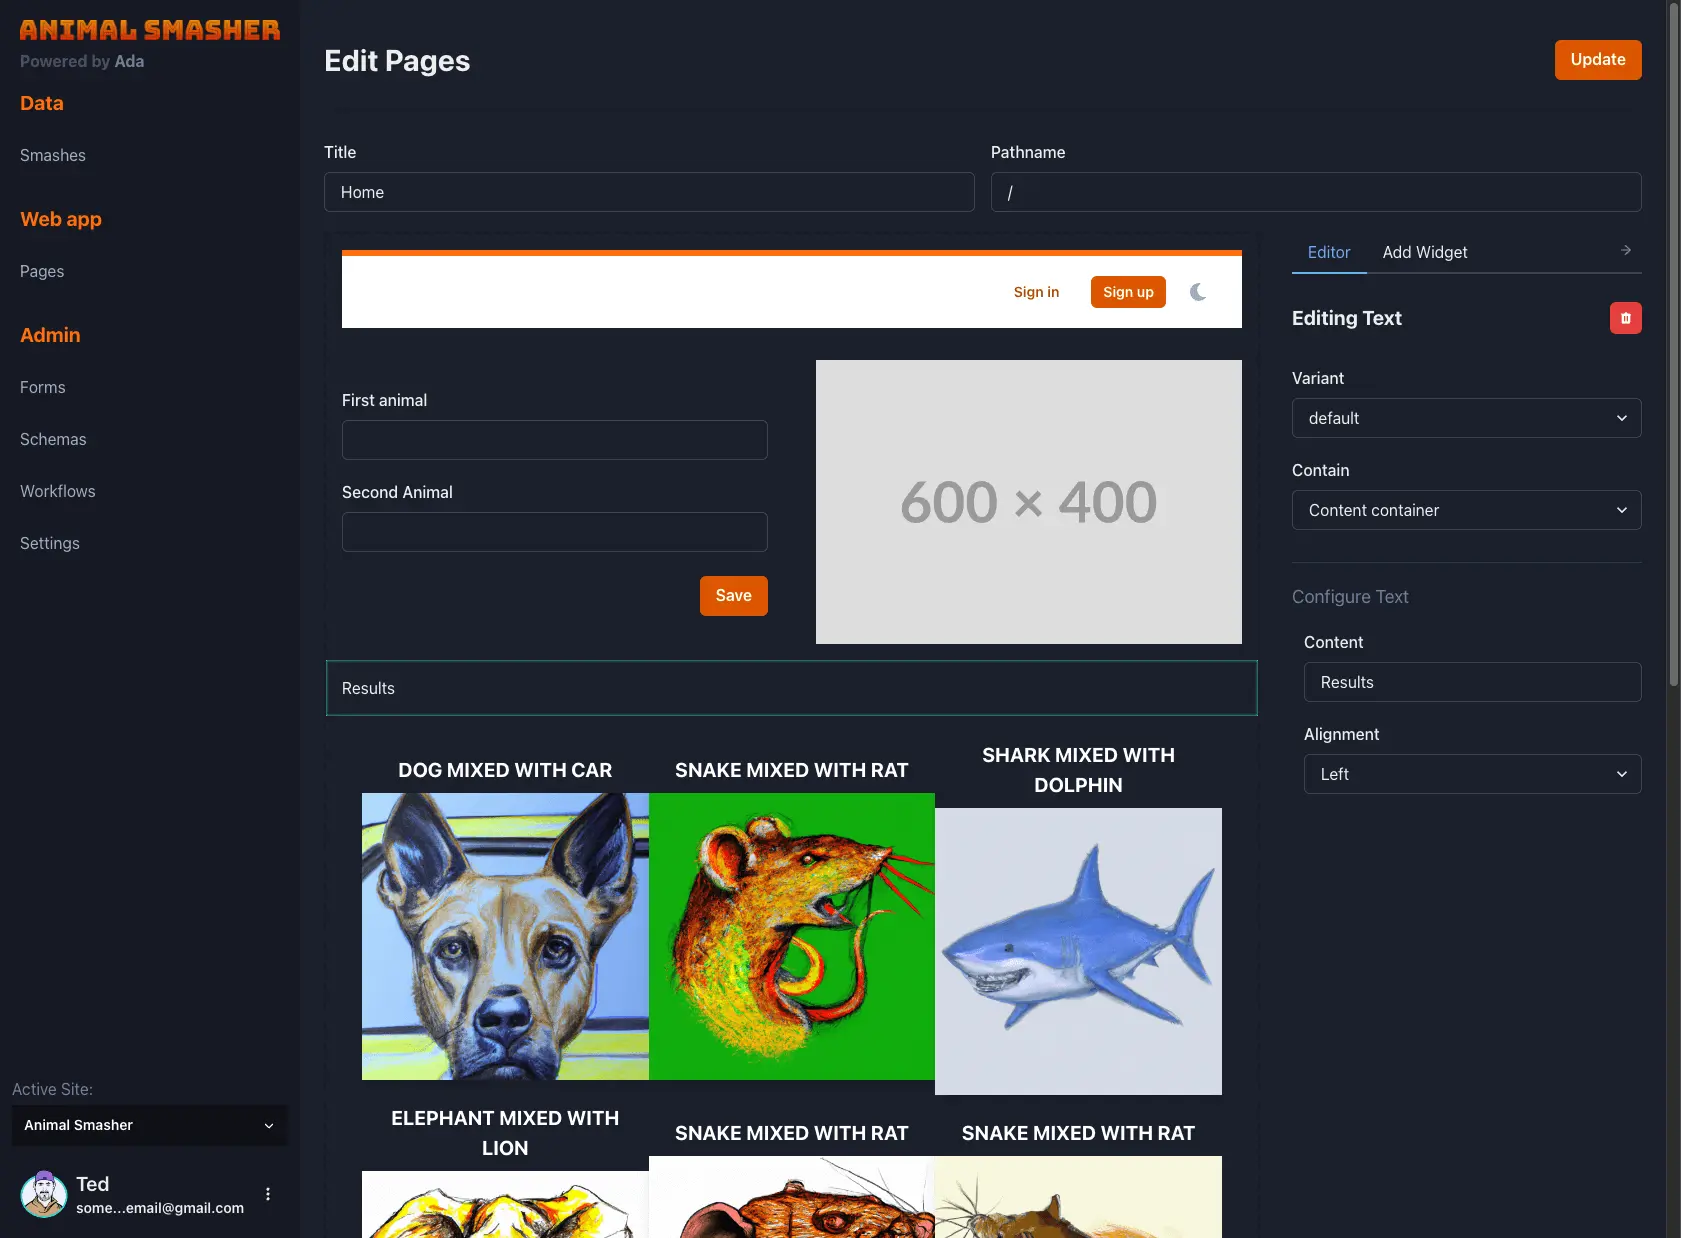 ANIMAL SMASHER
Powered by Ada
Data
Smashes
Web app
Pages
Admin
Forms
Schemas
Workflows
Settings
Active Site:
Animal Smasher
Ted
some...email@gmail.com
Edit Pages
Update
Title
Home
Pathname
/
Sign in
Sign up
First animal
Second Animal
Save
600 × 400
Results
DOG MIXED WITH CAR
SNAKE MIXED WITH RAT
SHARK MIXED WITH
DOLPHIN
ELEPHANT MIXED WITH
LION
SNAKE MIXED WITH RAT
SNAKE MIXED WITH RAT
Editor
Add Widget
Editing Text
Variant
default
Contain
Content container
Configure Text
Content
Results
Alignment
Left